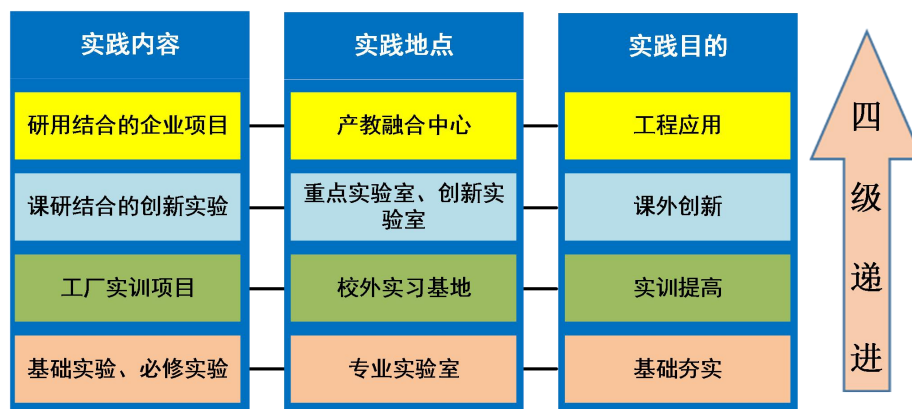 实践内容
实践地点
实践目的
研用结合的企业项目
产教融合中心
工程应用
课研结合的创新实验
重点实验室、创新实
验室
课外创新
工厂实训项目
校外实习基地
实训提高
基础实验、必修实验
专业实验室
基础夯实
四
级
递
进